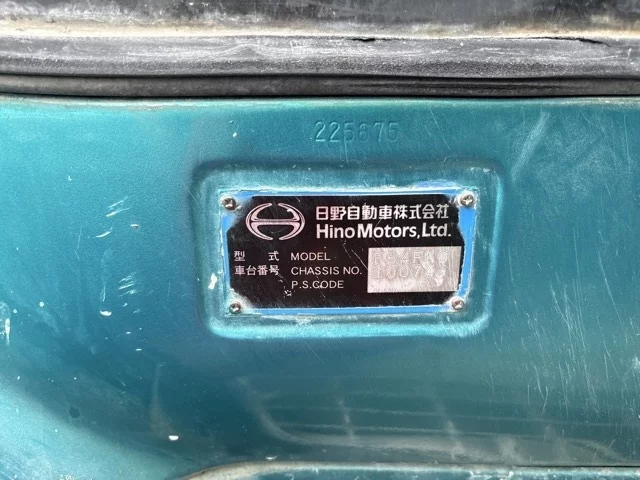 225675
日野自動車株式会社
Hino Motors, Ltd.
型 式 MODEL
車台番号 CHASSIS NO.
P.S.CODE